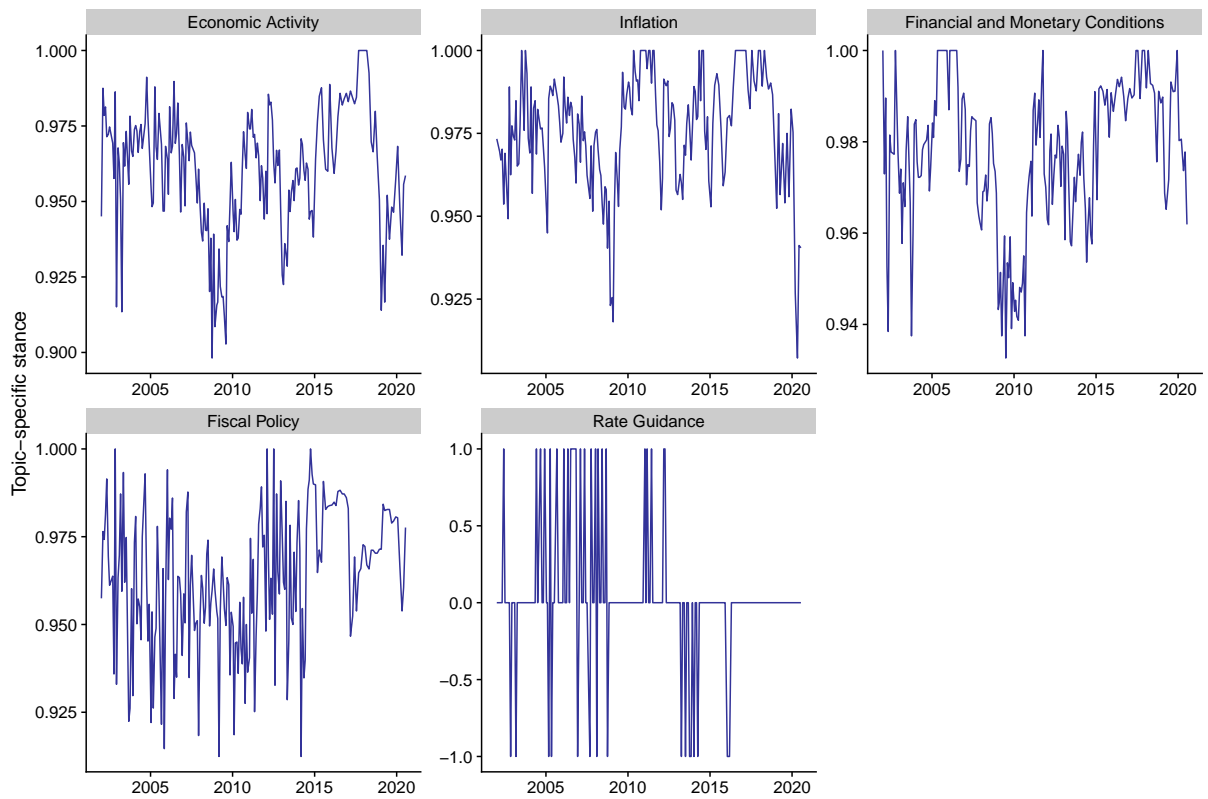 Economic Activity
Inflation
Financial and Monetary Conditions
1.000
0.975
0.950
0.925
0.900
2005 2010 2015 2020
1.000
0.975
0.950
0.925
2005 2010 2015 2020
1.00
0.98
0.96
0.94
2005 2010 2015 2020
Topic−specific stance
Fiscal Policy
Rate Guidance
1.000
0.975
0.950
0.925
2005 2010 2015 2020
1.0
0.5
0.0
−0.5
−1.0
2005 2010 2015 2020